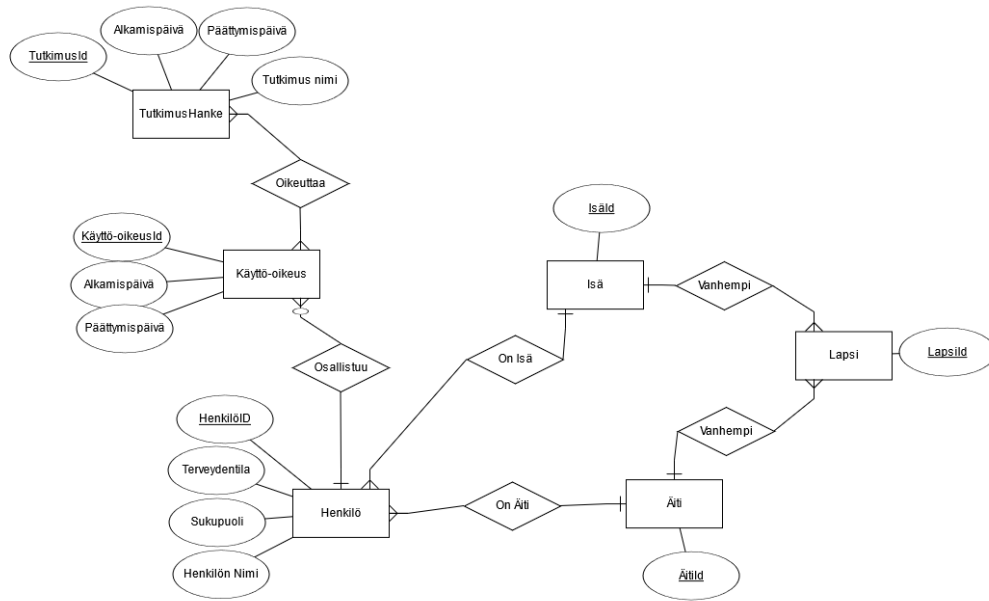 Alkamispäivä
Päättymispäivä
TutkimusId
Tutkimus nimi
TutkimusHanke
Oikeuttaa
IsäId
Käyttö-oikeusId
Käyttö-oikeus
Alkamispäivä
Päättymispäivä
Isä
Vanhempi
On Isä
Lapsi
LapsiId
Osallistuu
HenkilöID
Vanhempi
Terveydentila
Henkilö
On Äiti
Äiti
Sukupuoli
Henkilön Nimi
ÄitiId